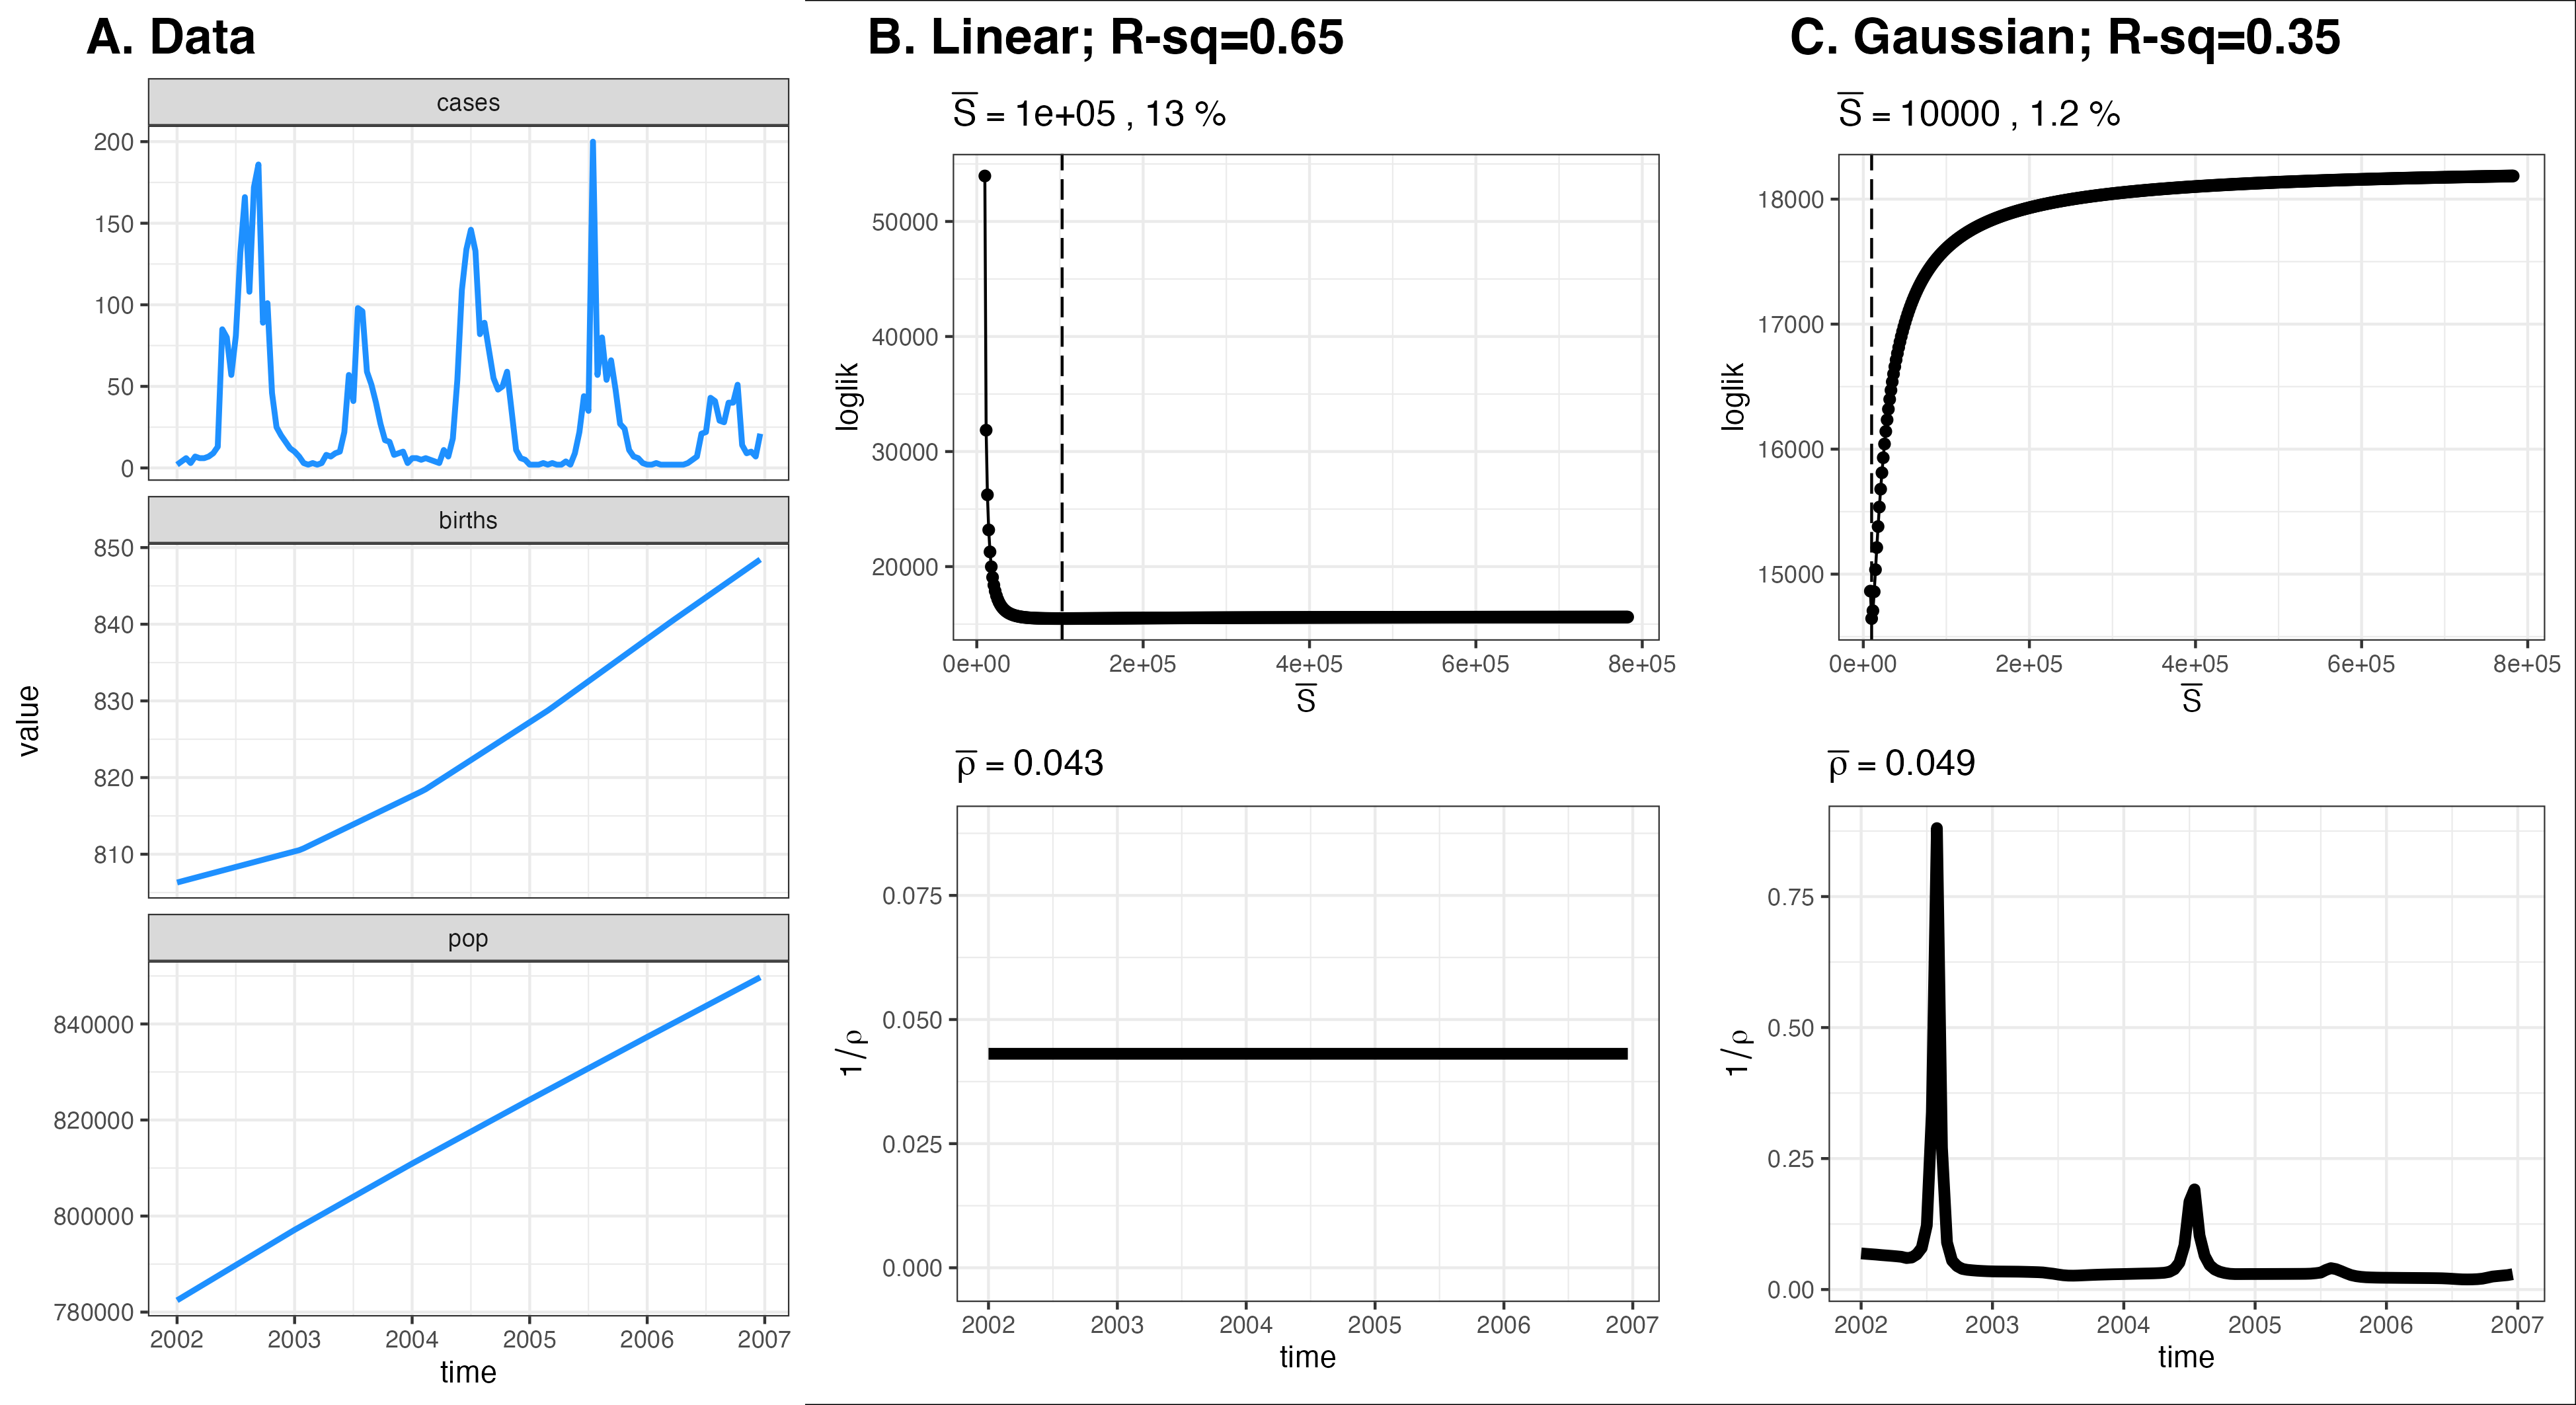 A. Data
cases
200
150
100
50
0
births
850
840
830
820
810
pop
840000
820000
800000
780000
2002 2003 2004 2005 2006 2007
time
value
B. Linear; R-sq=0.65
S̅ = 1e+05 , 13 %
50000
40000
30000
20000
loglik
0e+00 2e+05 4e+05 6e+05 8e+05
S̅
ρ̅ = 0.043
0.075
0.050
0.025
0.000
1/ρ
2002 2003 2004 2005 2006 2007
time
C. Gaussian; R-sq=0.35
S̅ = 10000 , 1.2 %
18000
17000
16000
15000
loglik
0e+00 2e+05 4e+05 6e+05 8e+05
S̅
ρ̅ = 0.049
0.75
0.50
0.25
0.00
1/ρ
2002 2003 2004 2005 2006 2007
time